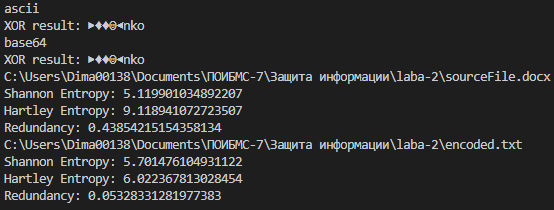 ascii
XOR result: ►♦♦☺◄nko
base64
XOR result: ►♦♦☺◄nko
C:\Users\Dima00138\Documents\ПОИБМС-7\Защита информации\laba-2\sourceFile.docx
Shannon Entropy: 5.119901034892207
Hartley Entropy: 9.118941072723507
Redundancy: 0.43854215154358134
C:\Users\Dima00138\Documents\ПОИБМС-7\Защита информации\laba-2\encoded.txt
Shannon Entropy: 5.701476104931122
Hartley Entropy: 6.022367813028454
Redundancy: 0.05328331281977383